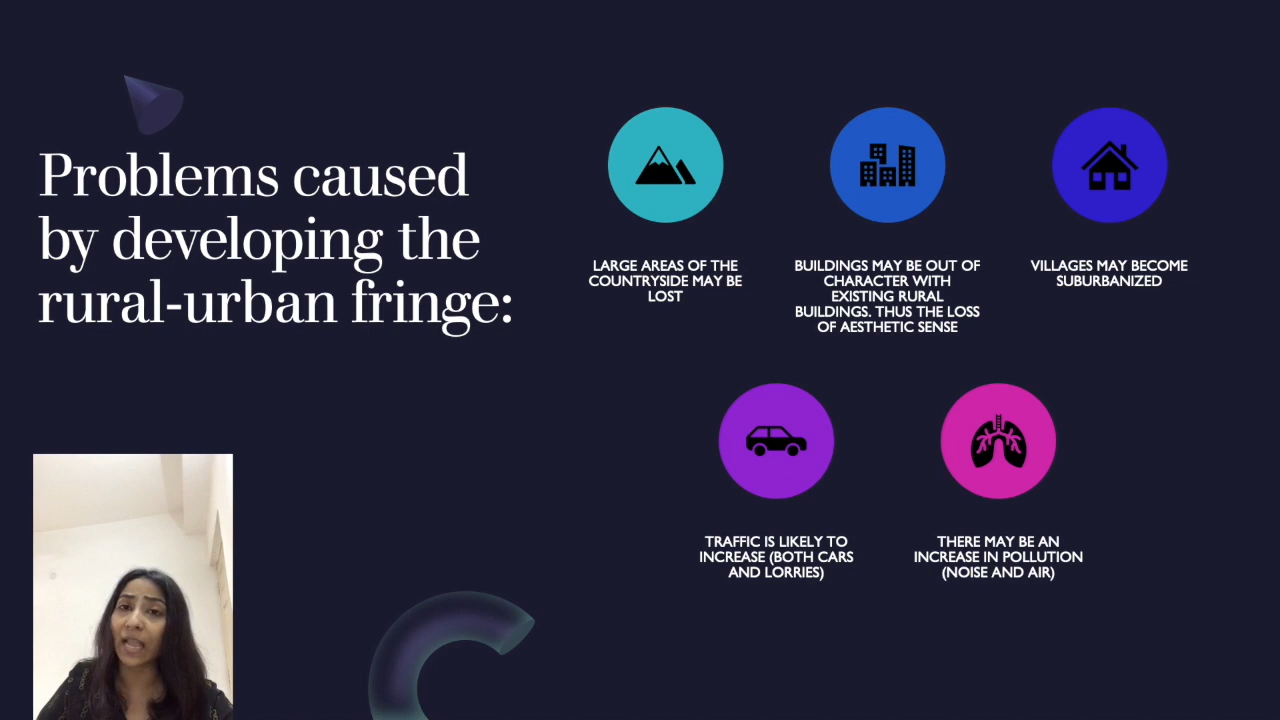 Problems caused
by developing the
rural-urban fringe:
LARGE AREAS OF THE
COUNTRYSIDE MAY BE
LOST
BUILDINGS MAY BE OUT OF
CHARACTER WITH
EXISTING RURAL
BUILDINGS. THUS THE LOSS
OF AESTHETIC SENSE
VILLAGES MAY BECOME
SUBURBANIZED
TRAFFIC IS LIKELY TO
INCREASE (BOTH CARS
AND LORRIES)
THERE MAY BE AN
INCREASE IN POLLUTION
(NOISE AND AIR)